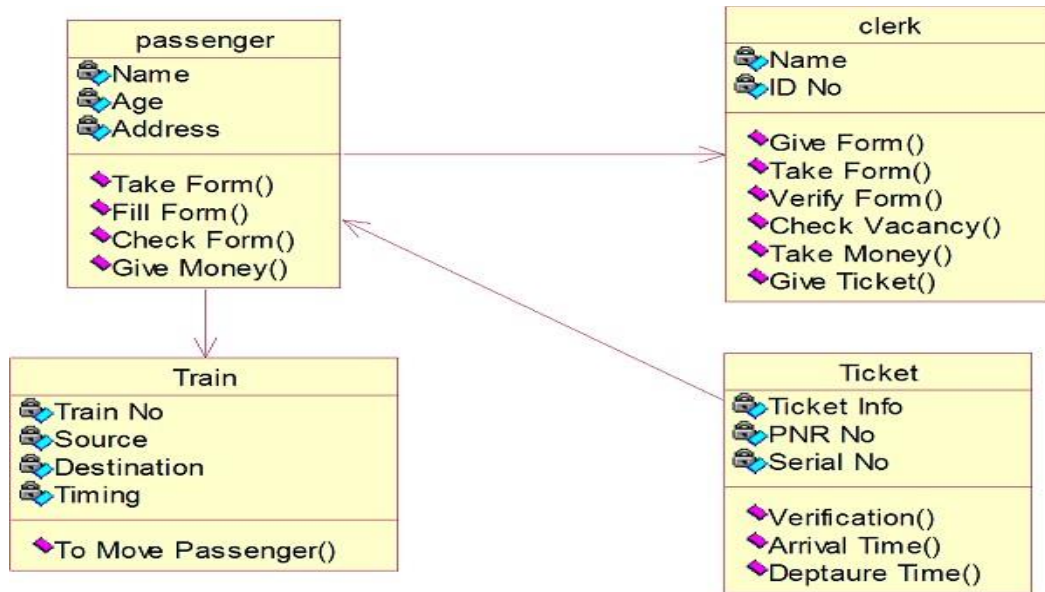 passenger
Name
Age
Address
Take Form()
Fill Form()
Check Form()
Give Money()
clerk
Name
ID No
Give Form()
Take Form()
Verify Form()
Check Vacancy()
Take Money()
Give Ticket()
Train
Train No
Source
Destination
Timing
To Move Passenger()
Ticket
Ticket Info
PNR No
Serial No
Verification()
Arrival Time()
Deptaure Time()